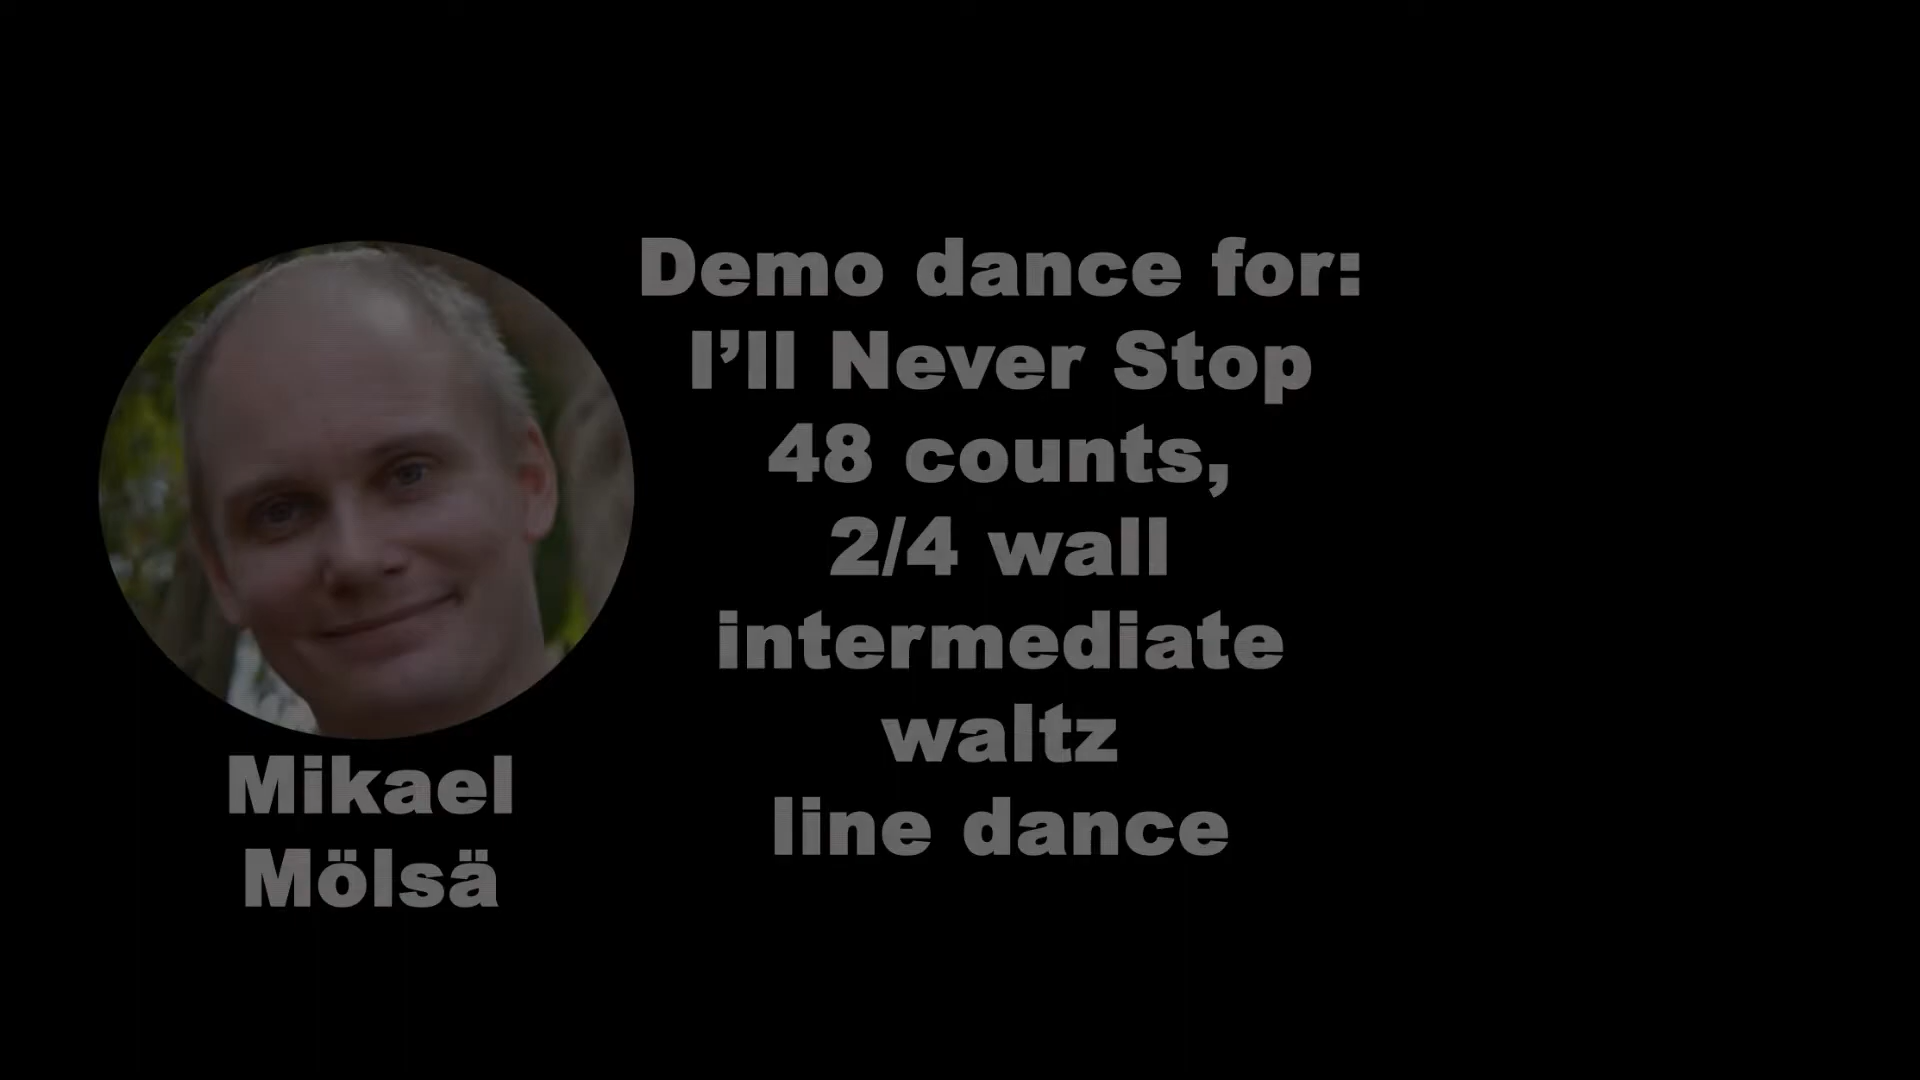 Demo dance for:
I’ll Never Stop
48 counts,
2/4 wall
intermediate
waltz
line dance
Mikael
Mölsä